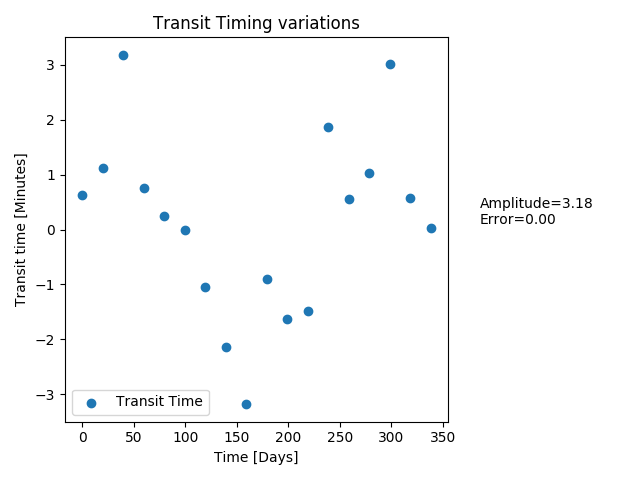 Transit Timing variations
Transit time [Minutes]
3
2
1
0
−1
−2
−3
Transit Time
0
50
100
150
200
250
300
350
Time [Days]
Amplitude=3.18
Error=0.00